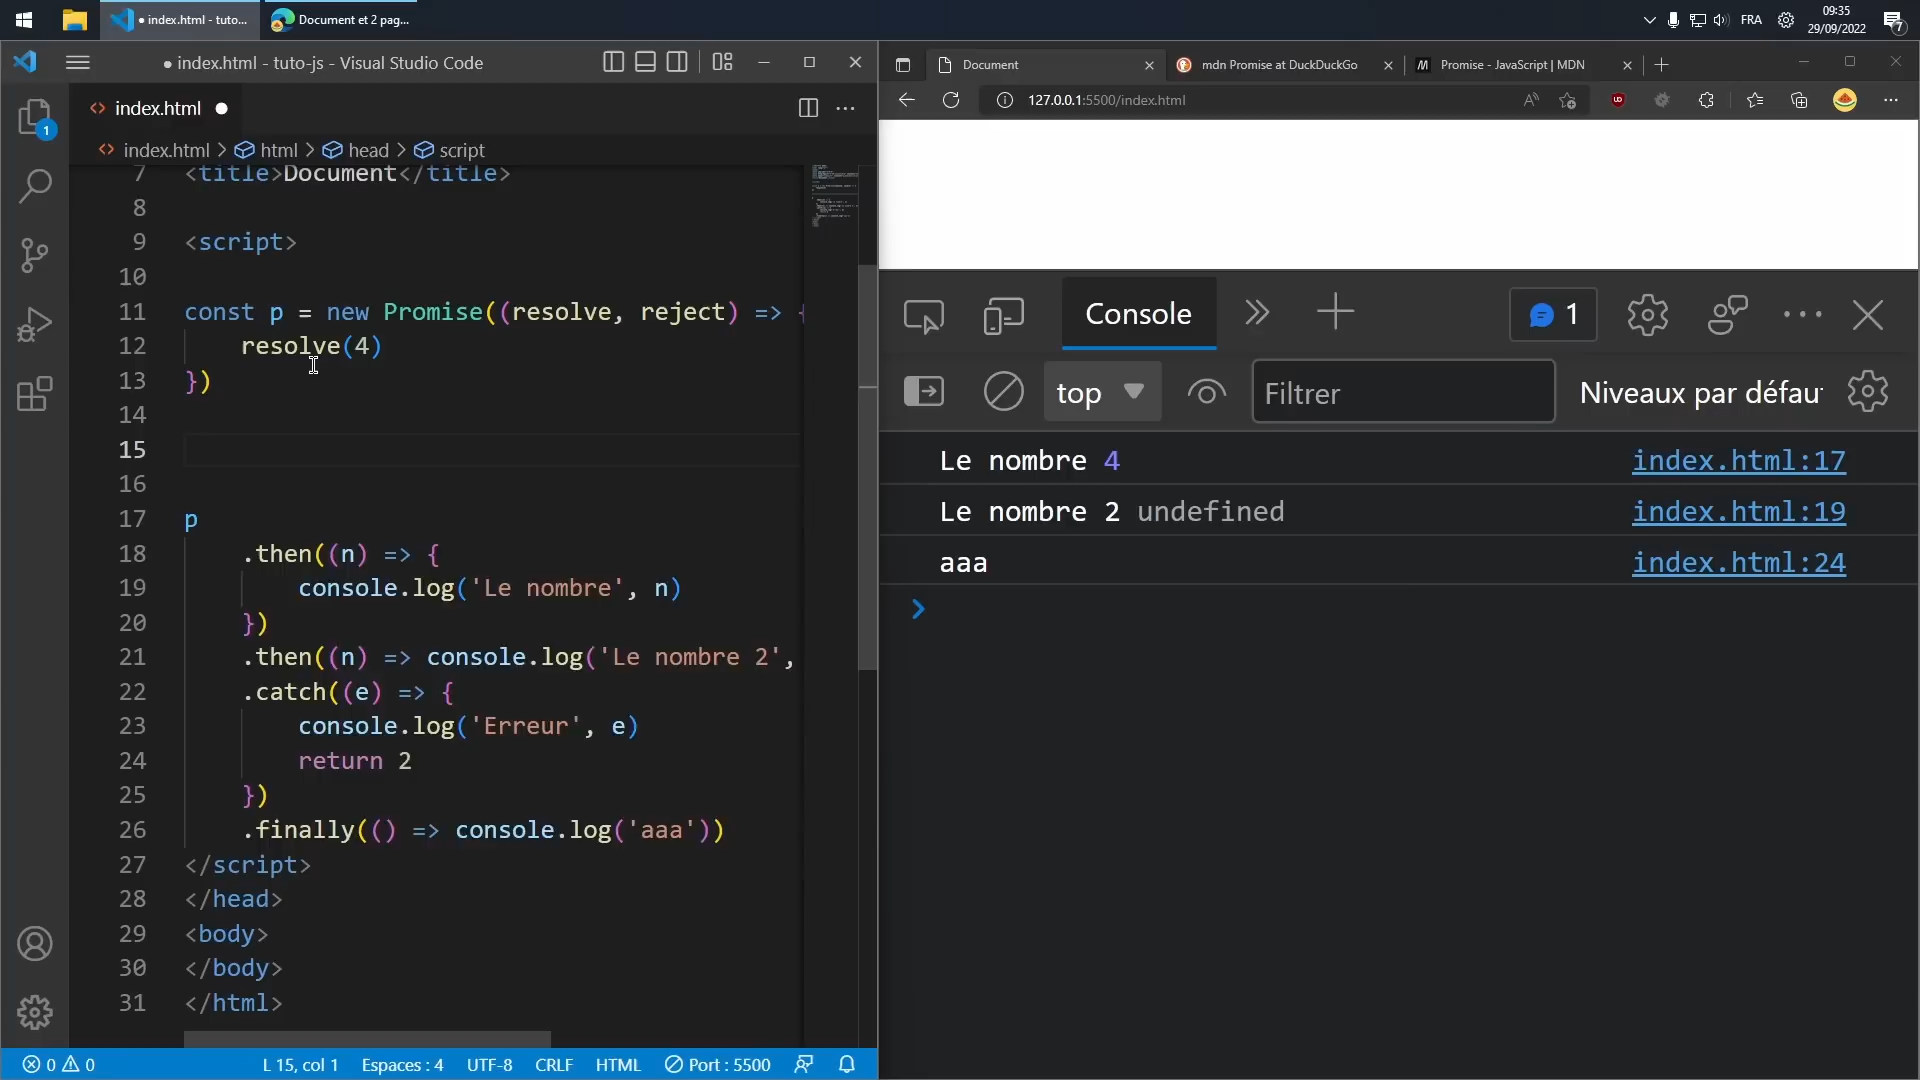 index.html - tuto...
Document et 2 pag...
FRA
09:35
29/09/2022
7
index.html - tuto-js - Visual Studio Code
1
index.html
index.html > html > head > script
7 <title>Document</title>
8
9 <script>
10
11 const p = new Promise((resolve, reject) => {
12 resolve(4)
13 })
14
15
16
17 p
18 .then((n) => {
19 console.log('Le nombre', n)
20 })
21 .then((n) => console.log('Le nombre 2',
22 .catch((e) => {
23 console.log('Erreur', e)
24 return 2
25 })
26 .finally(() => console.log('aaa'))
27 </script>
28 </head>
29 <body>
30 </body>
31 </html>
0 0 L 15, col 1 Espaces : 4 UTF-8 CRLF HTML Port : 5500
Document
mdn Promise at DuckDuckGo
Promise - JavaScript | MDN
127.0.0.1:5500/index.html
Console
1
top
Filtrer
Niveaux par défau
Le nombre 4 index.html:17
Le nombre 2 undefined index.html:19
aaa index.html:24